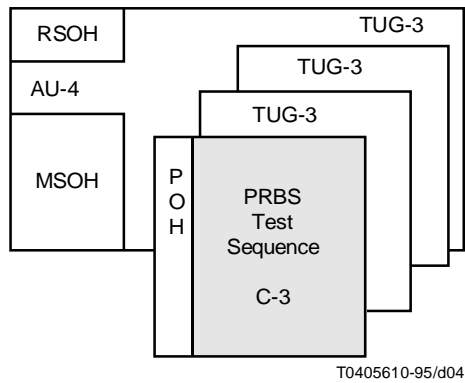 RSOH
TUG-3
TUG-3
AU-4
TUG-3
MSOH
P
O
H
PRBS
Test
Sequence
C-3
T0405610-95/d04